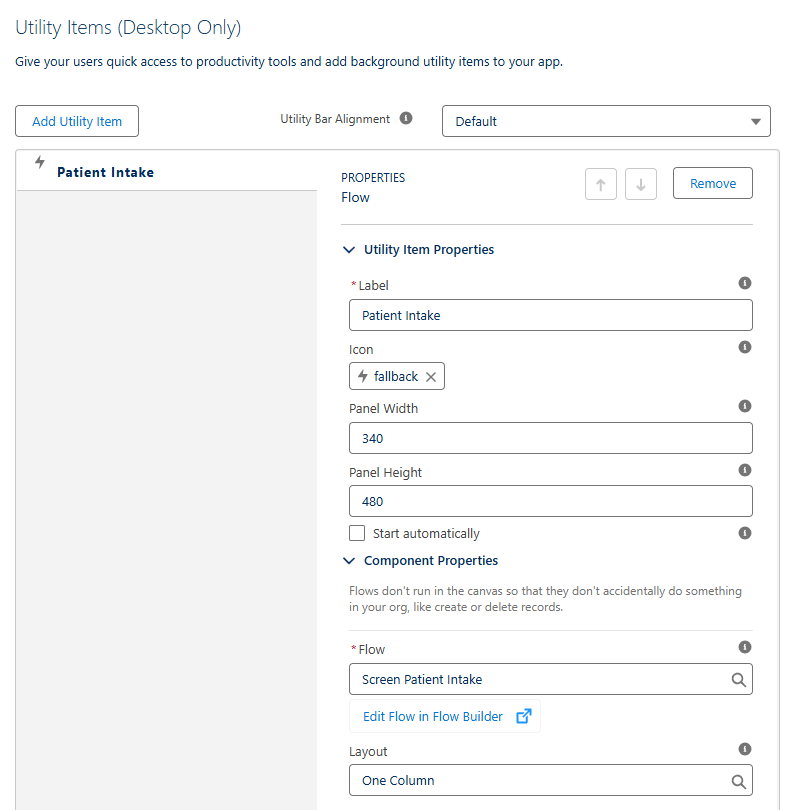 Utility Items (Desktop Only)
Give your users quick access to productivity tools and add background utility items to your app.
Add Utility Item
Utility Bar Alignment
Default
Patient Intake
PROPERTIES
Flow
Remove
Utility Item Properties
* Label
Patient Intake
Icon
fallback
Panel Width
340
Panel Height
480
Start automatically
Component Properties
Flows don't run in the canvas so that they don't accidentally do something
in your org, like create or delete records.
* Flow
Screen Patient Intake
Edit Flow in Flow Builder
Layout
One Column